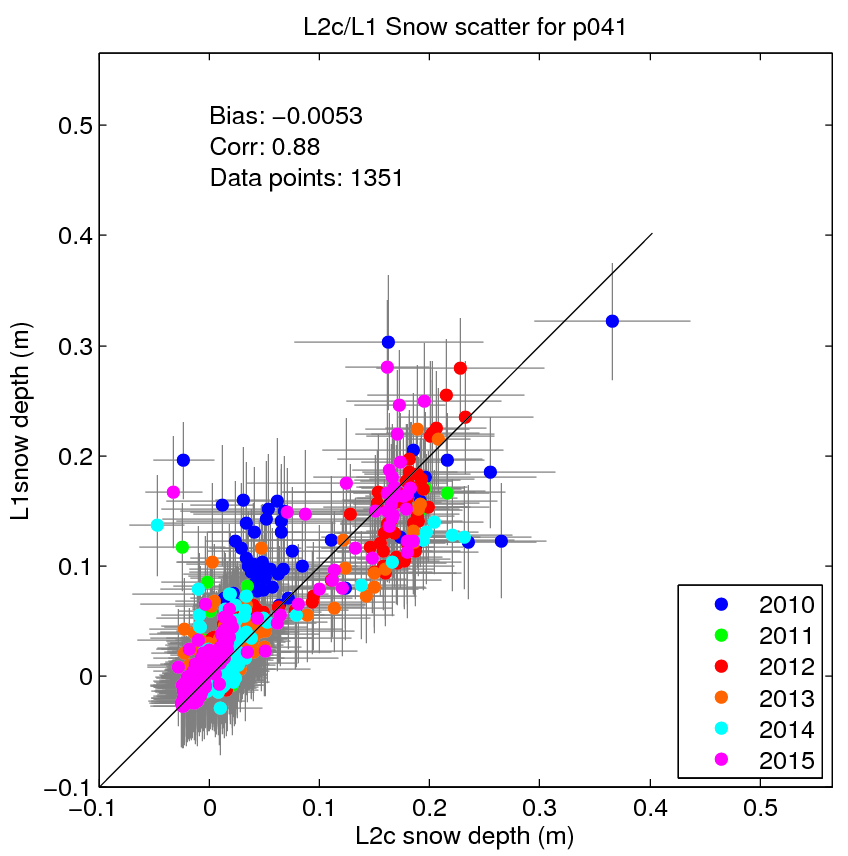 L2c/L1 Snow scatter for p041
Bias: −0.0053
Corr: 0.88
Data points: 1351
L1snow depth (m)
0.5
0.4
0.3
0.2
0.1
0
−0.1
−0.1 0 0.1 0.2 0.3 0.4 0.5
L2c snow depth (m)
2010
2011
2012
2013
2014
2015